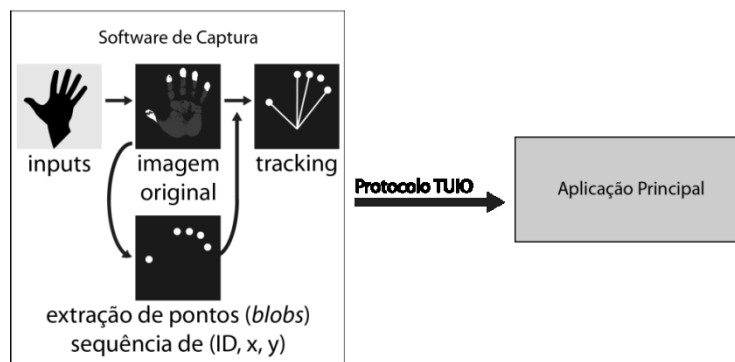 Software de Captura
inputs
imagem
original
tracking
extração de pontos (blobs)
sequência de (ID, x, y)
Protocolo TUIO
Aplicação Principal